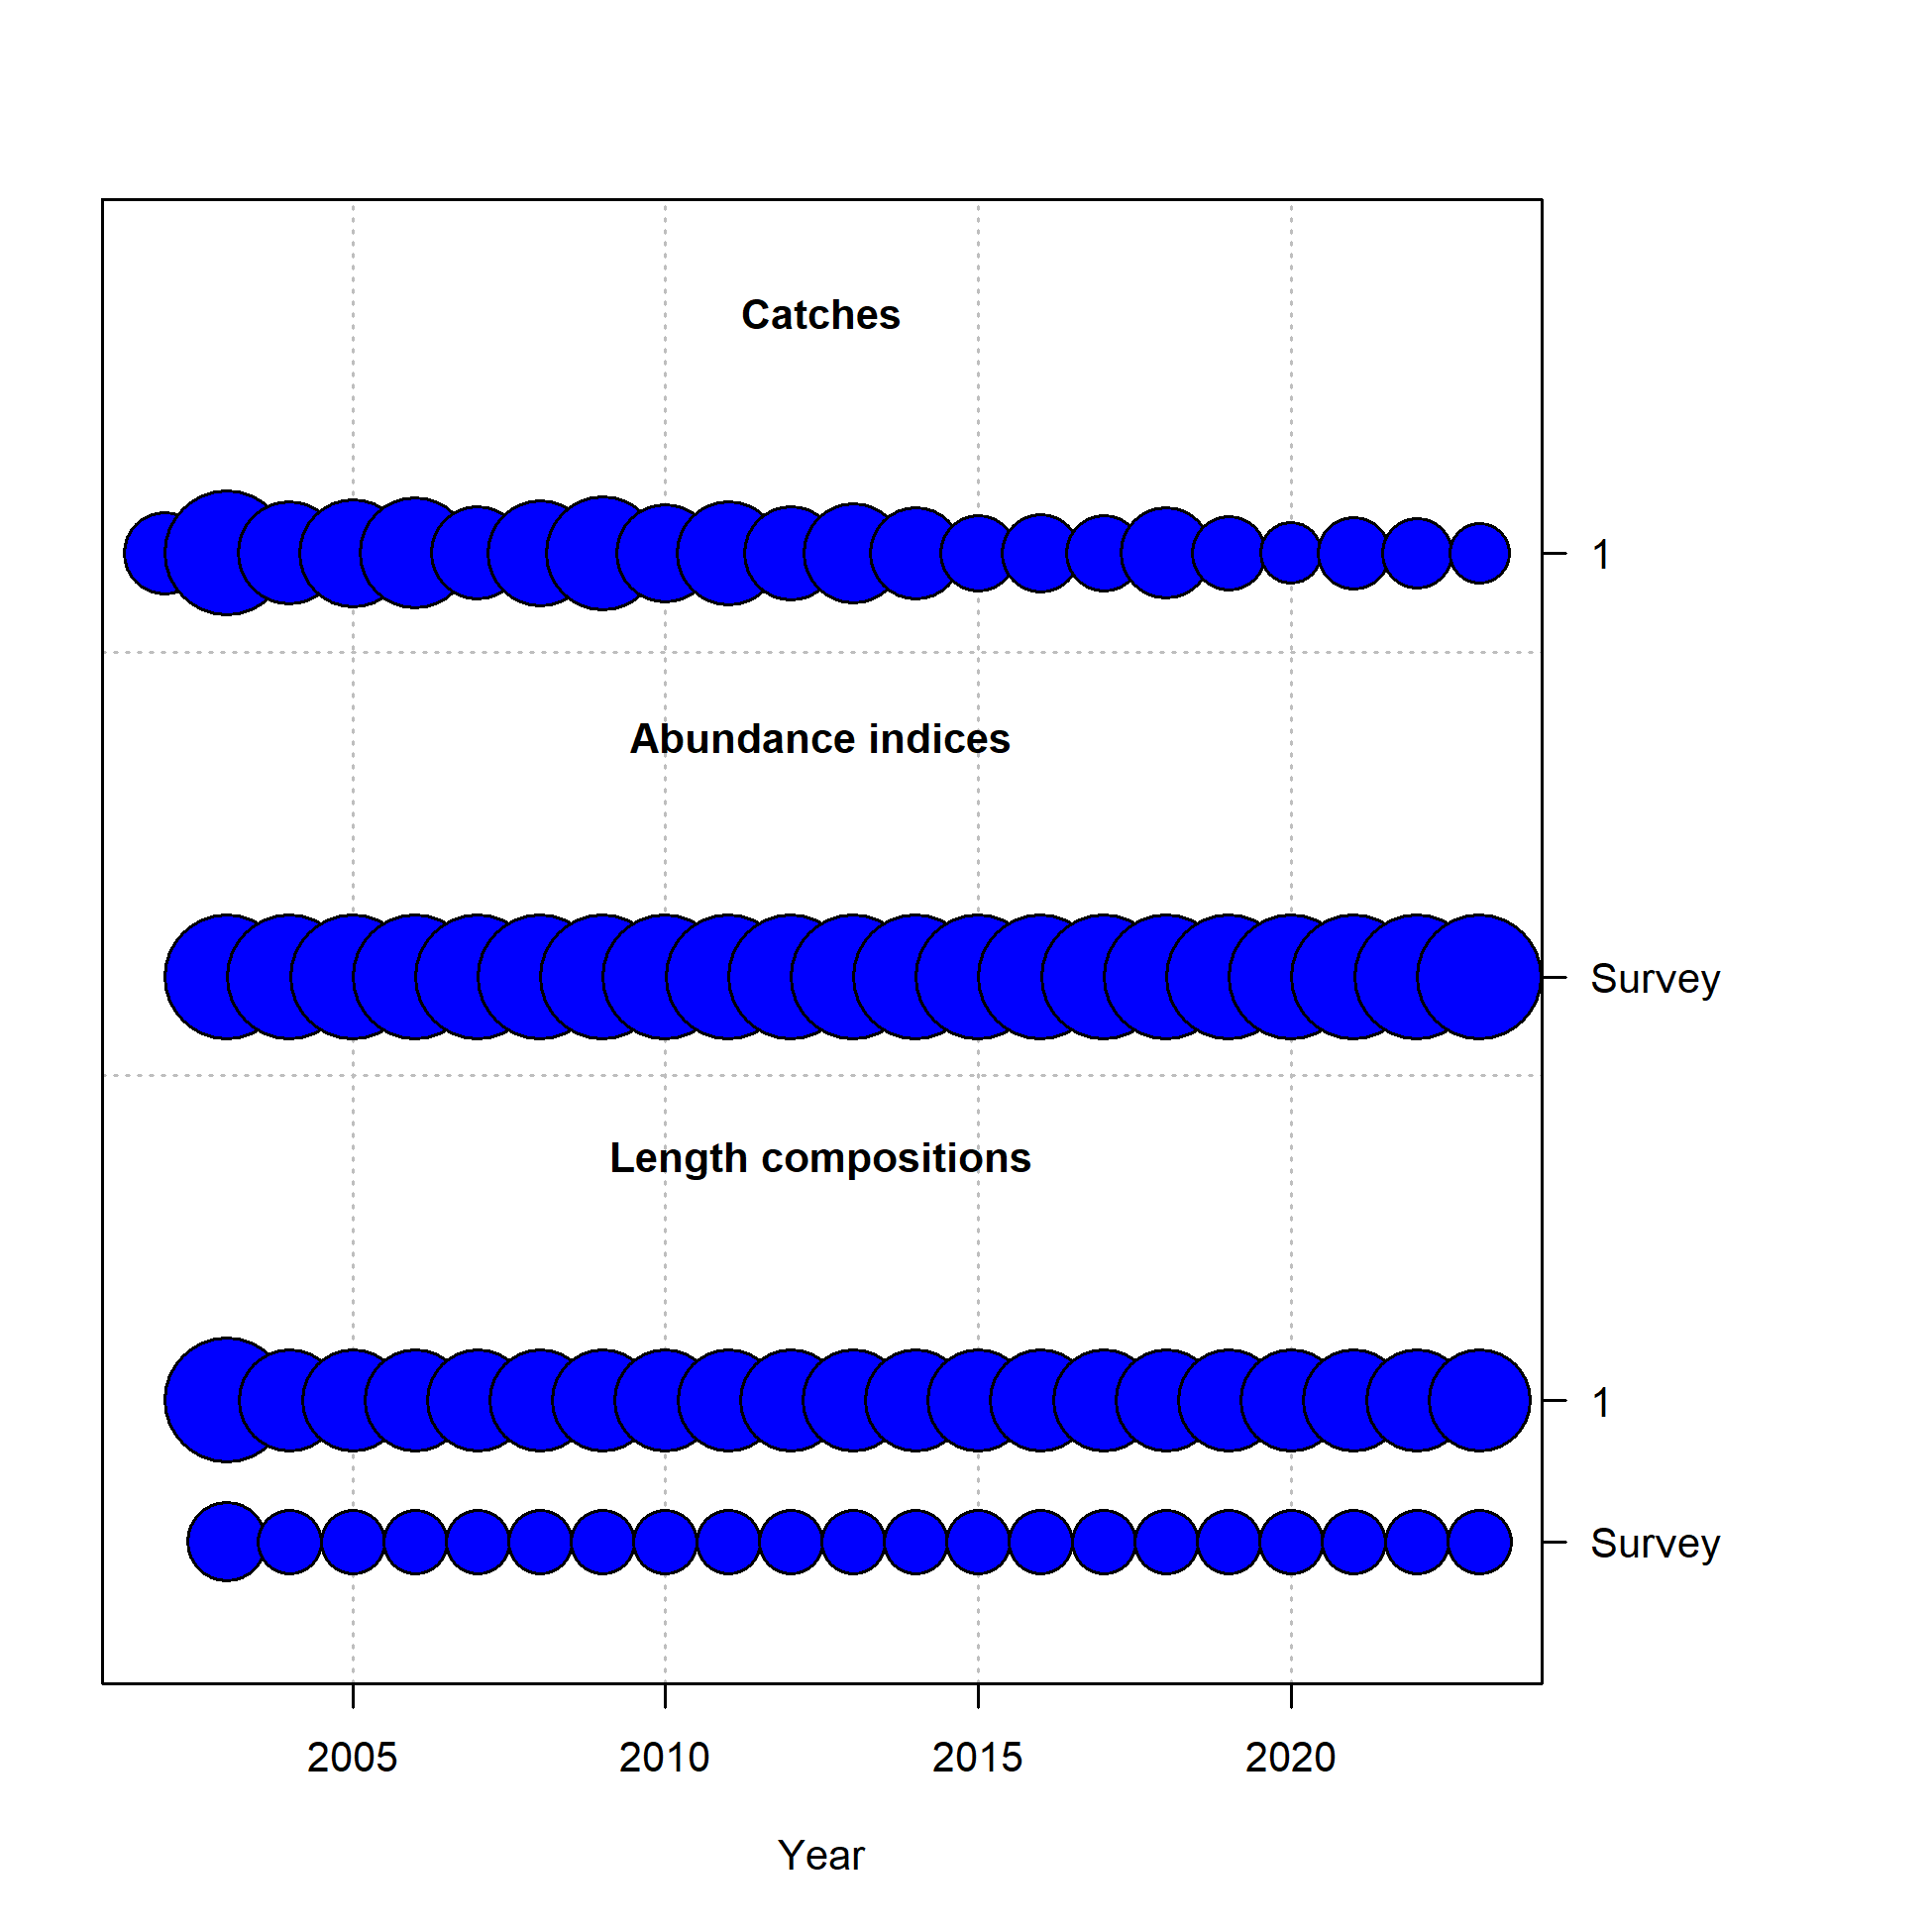 Catches
1
Abundance indices
Survey
Length compositions
1
Survey
2005 2010 2015 2020
Year